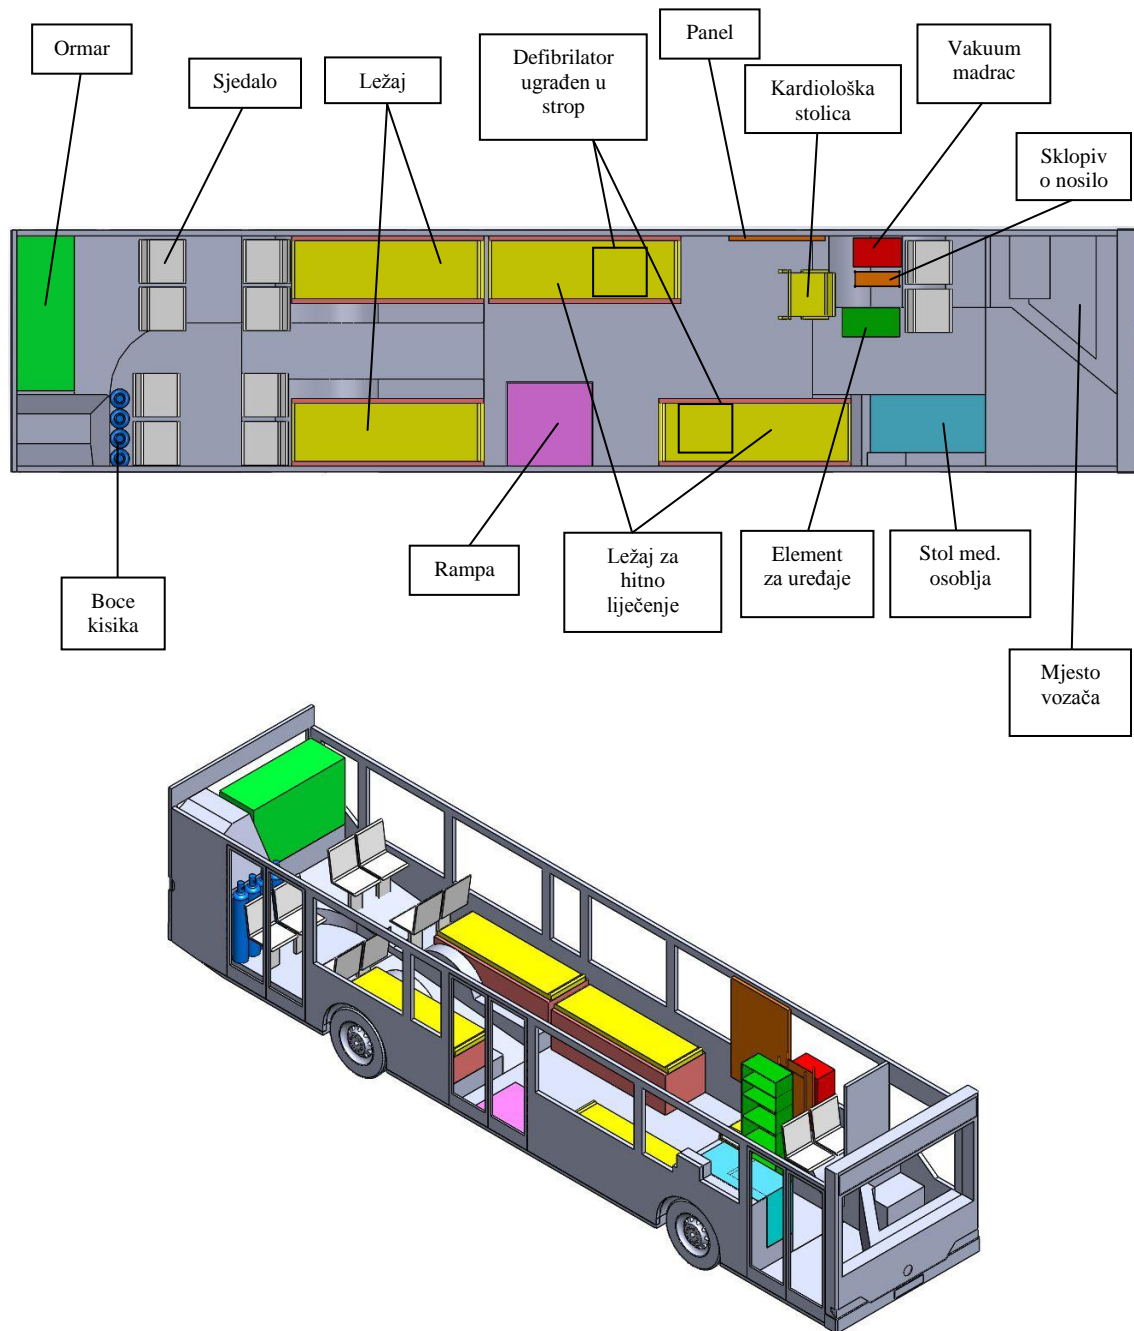 Ormar
Sjedalo
Ležaj
Defibrilator
ugrađen u
strop
Panel
Kardiološka
stolica
Vakuum
madrac
Sklopiv
o nosilo
Boce
kisika
Rampa
Ležaj za
hitno
liječenje
Element
za uređaje
Stol med.
osoblja
Mjesto
vozača